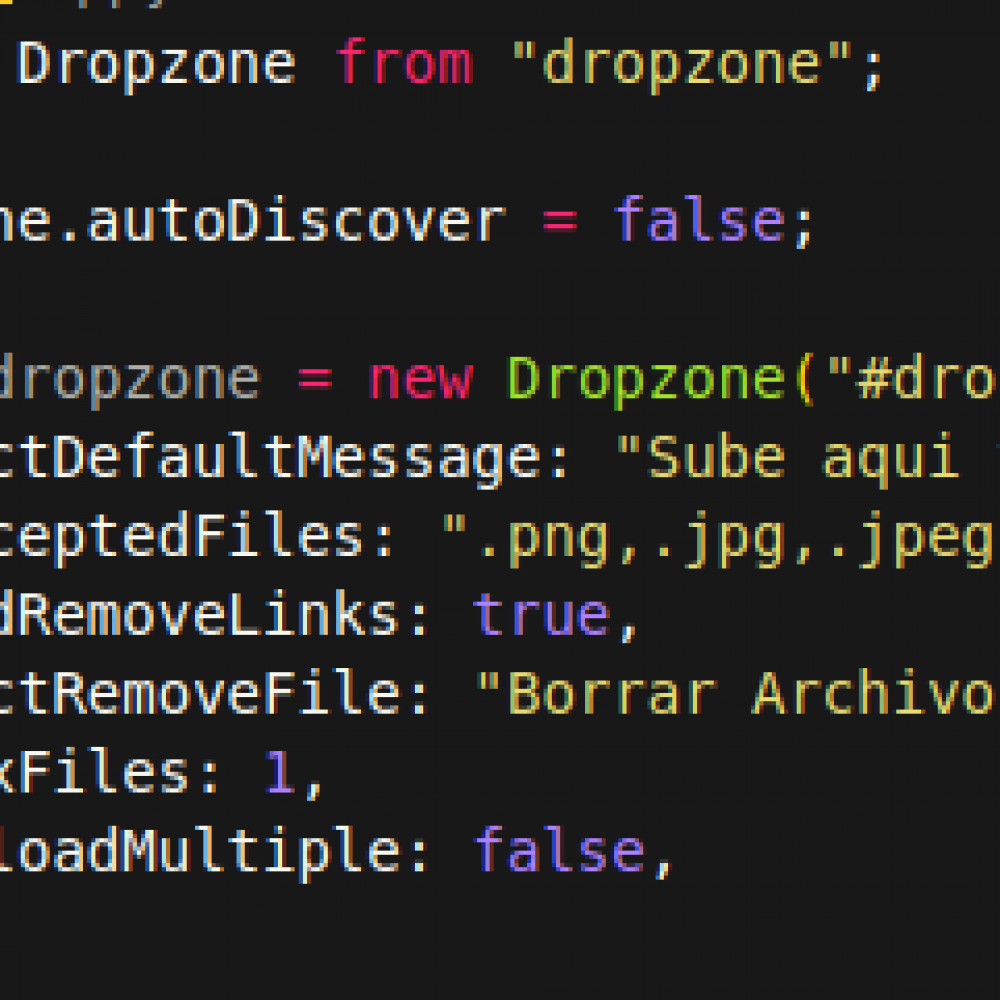 Dropzone from "dropzone";
ne.autoDiscover = false;
dropzone = new Dropzone("#dro
ctDefaultMessage: "Sube aqui
ceptedFiles: ".png,.jpg,.jpeg
dRemoveLinks: true,
ctRemoveFile: "Borrar Archivo
xFiles: 1,
loadMultiple: false,